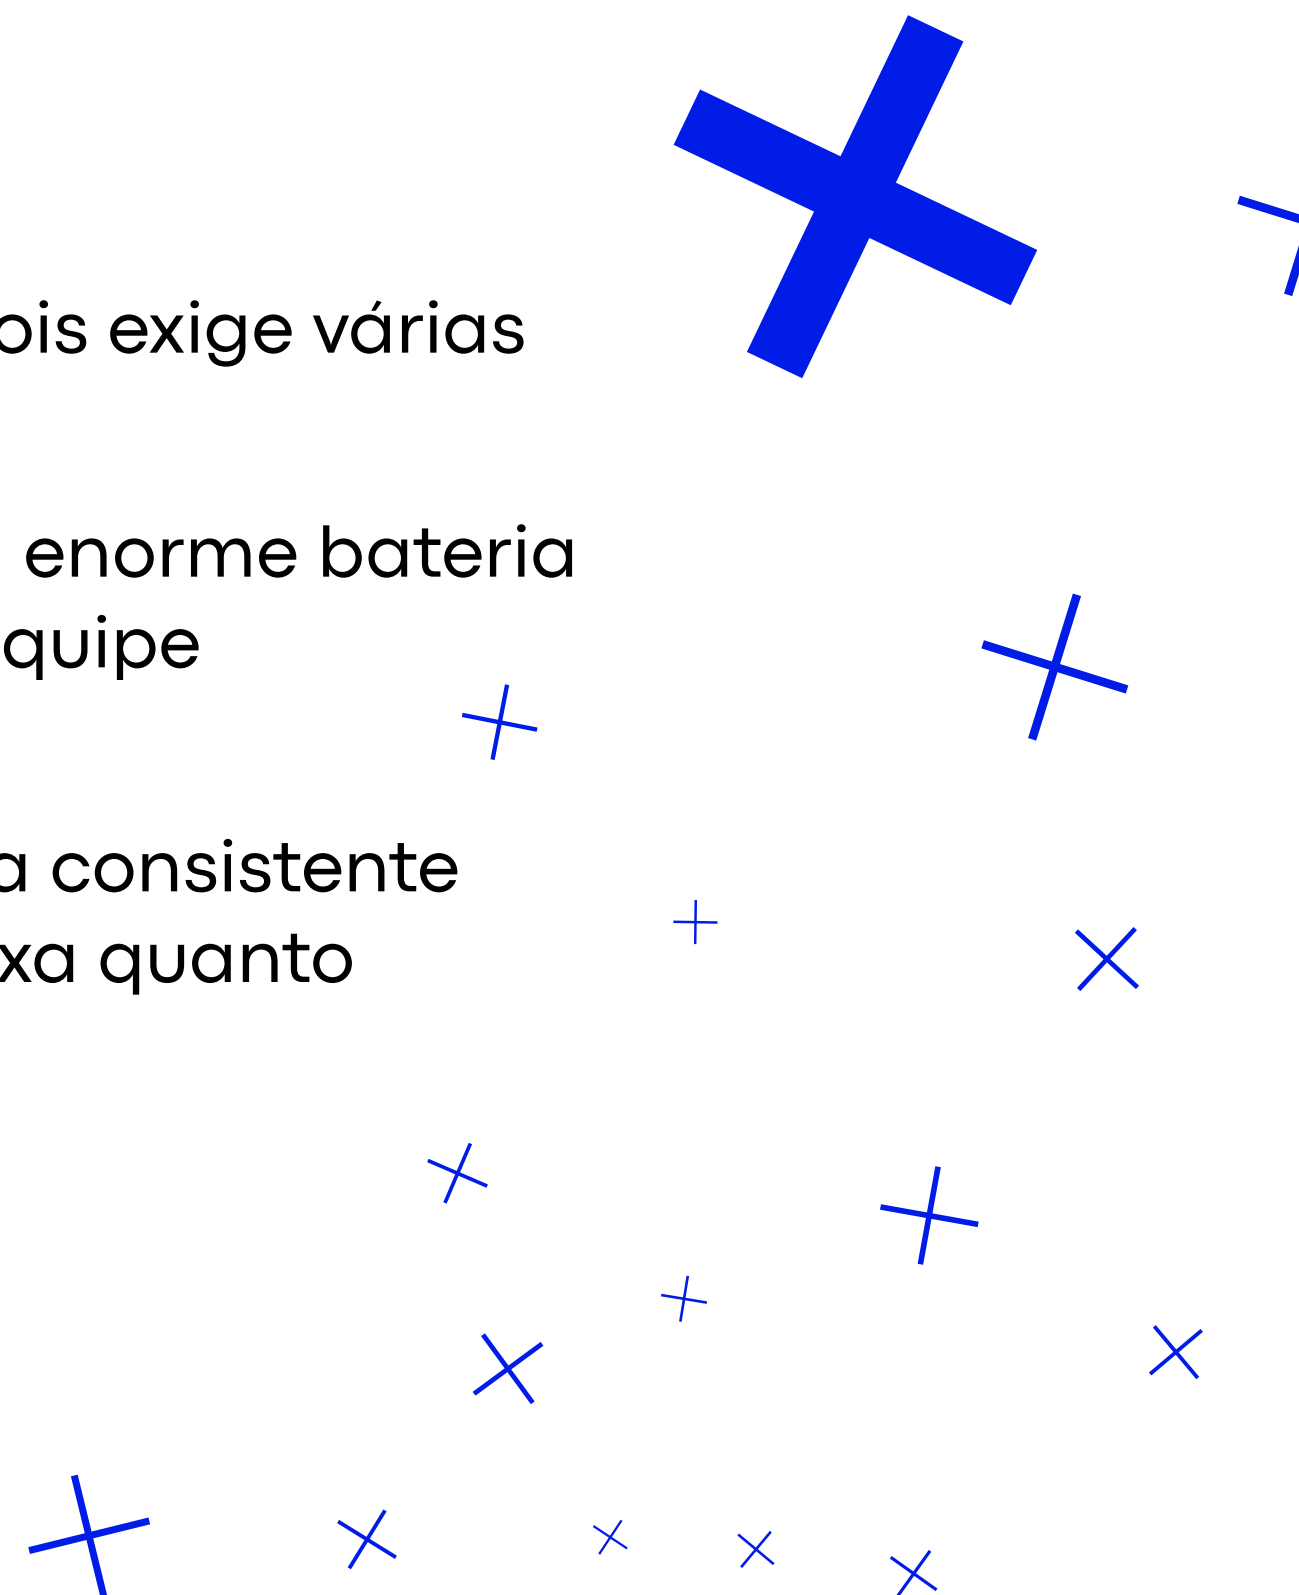 ois exige várias
enorme bateria
quipe
a consistente
xa quanto